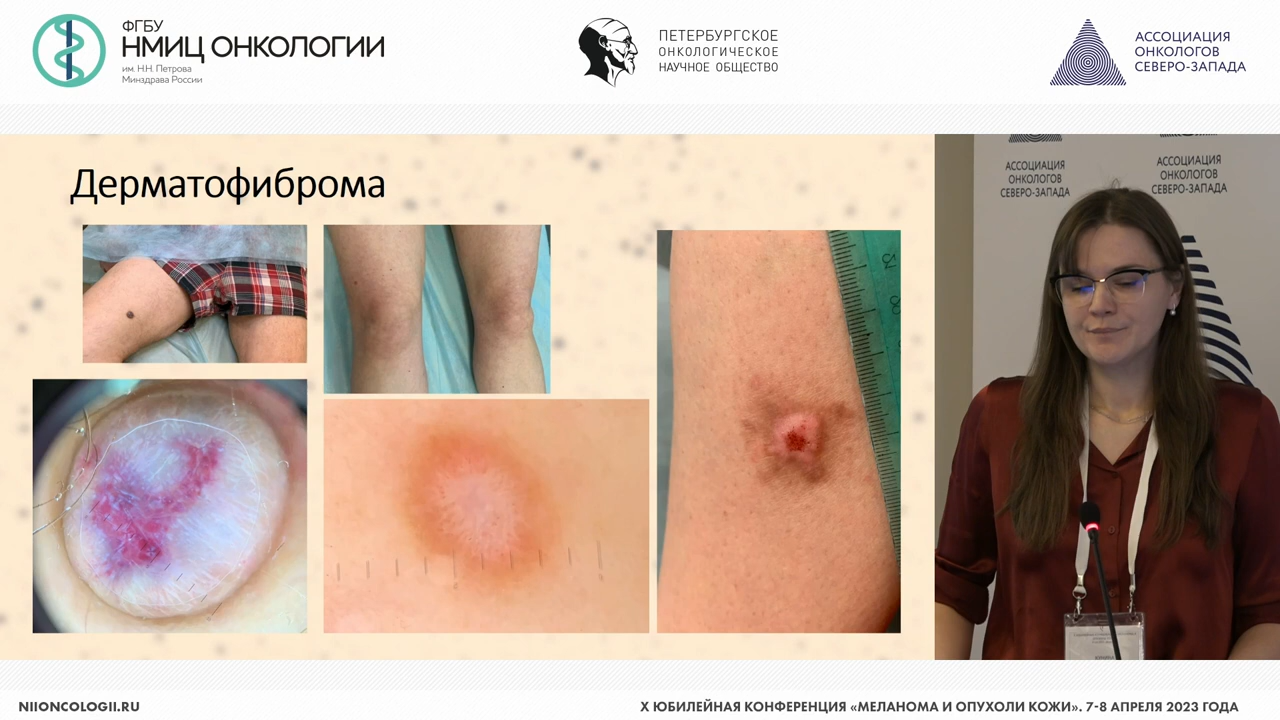 ФГБУ
НМИЦ ОНКОЛОГИИ
им. Н.Н. Петрова
Минздрава России
ПЕТЕРБУРГСКОЕ
ОНКОЛОГИЧЕСКОЕ
НАУЧНОЕ ОБЩЕСТВО
АССОЦИАЦИЯ
ОНКОЛОГОВ
СЕВЕРО-ЗАПАДА
Дерматофиброма
АССОЦИАЦИЯ
ОНКОЛОГОВ
СЕВЕРО-ЗАПАДА
АССОЦИАЦИЯ
ОНКОЛОГОВ
СЕВЕРО-ЗАПАДА
NIIONCOLOGII.RU
X ЮБИЛЕЙНАЯ КОНФЕРЕНЦИЯ «МЕЛАНОМА И ОПУХОЛИ КОЖИ». 7-8 АПРЕЛЯ 2023 ГОДА